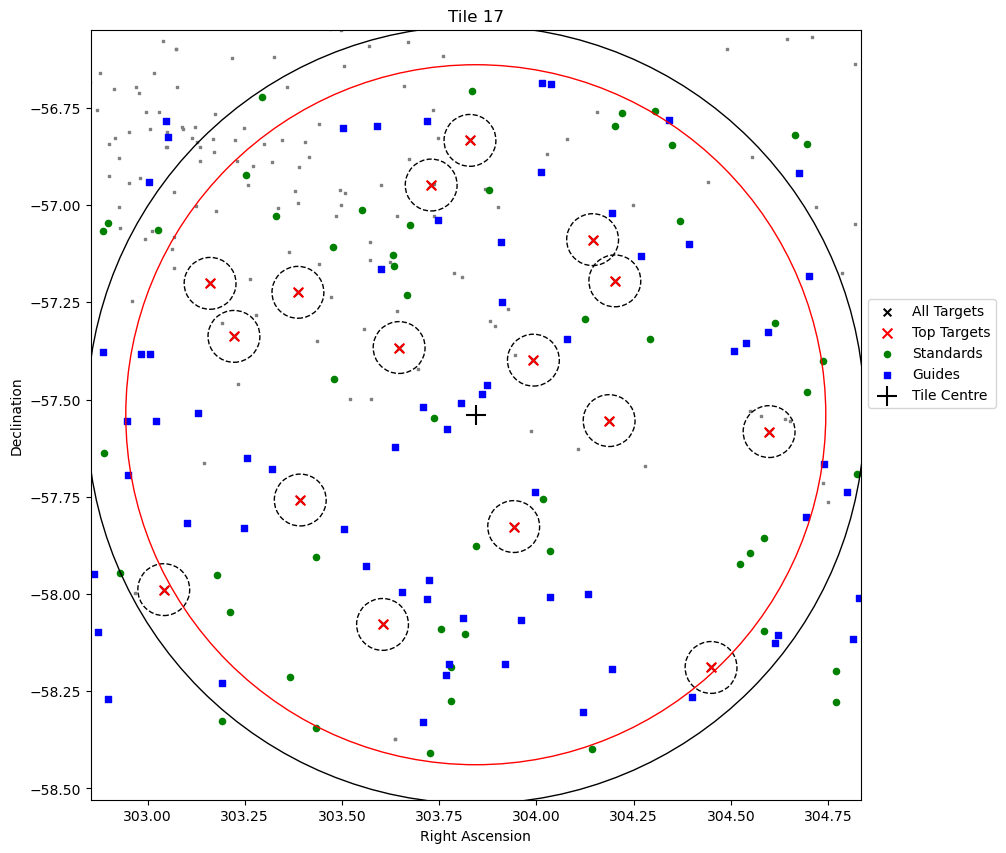 Tile 17
−56.75
−57.00
−57.25
−57.50
−57.75
−58.00
−58.25
−58.50
Declination
303.00 303.25 303.50 303.75 304.00 304.25 304.50 304.75
Right Ascension
All Targets
Top Targets
Standards
Guides
Tile Centre